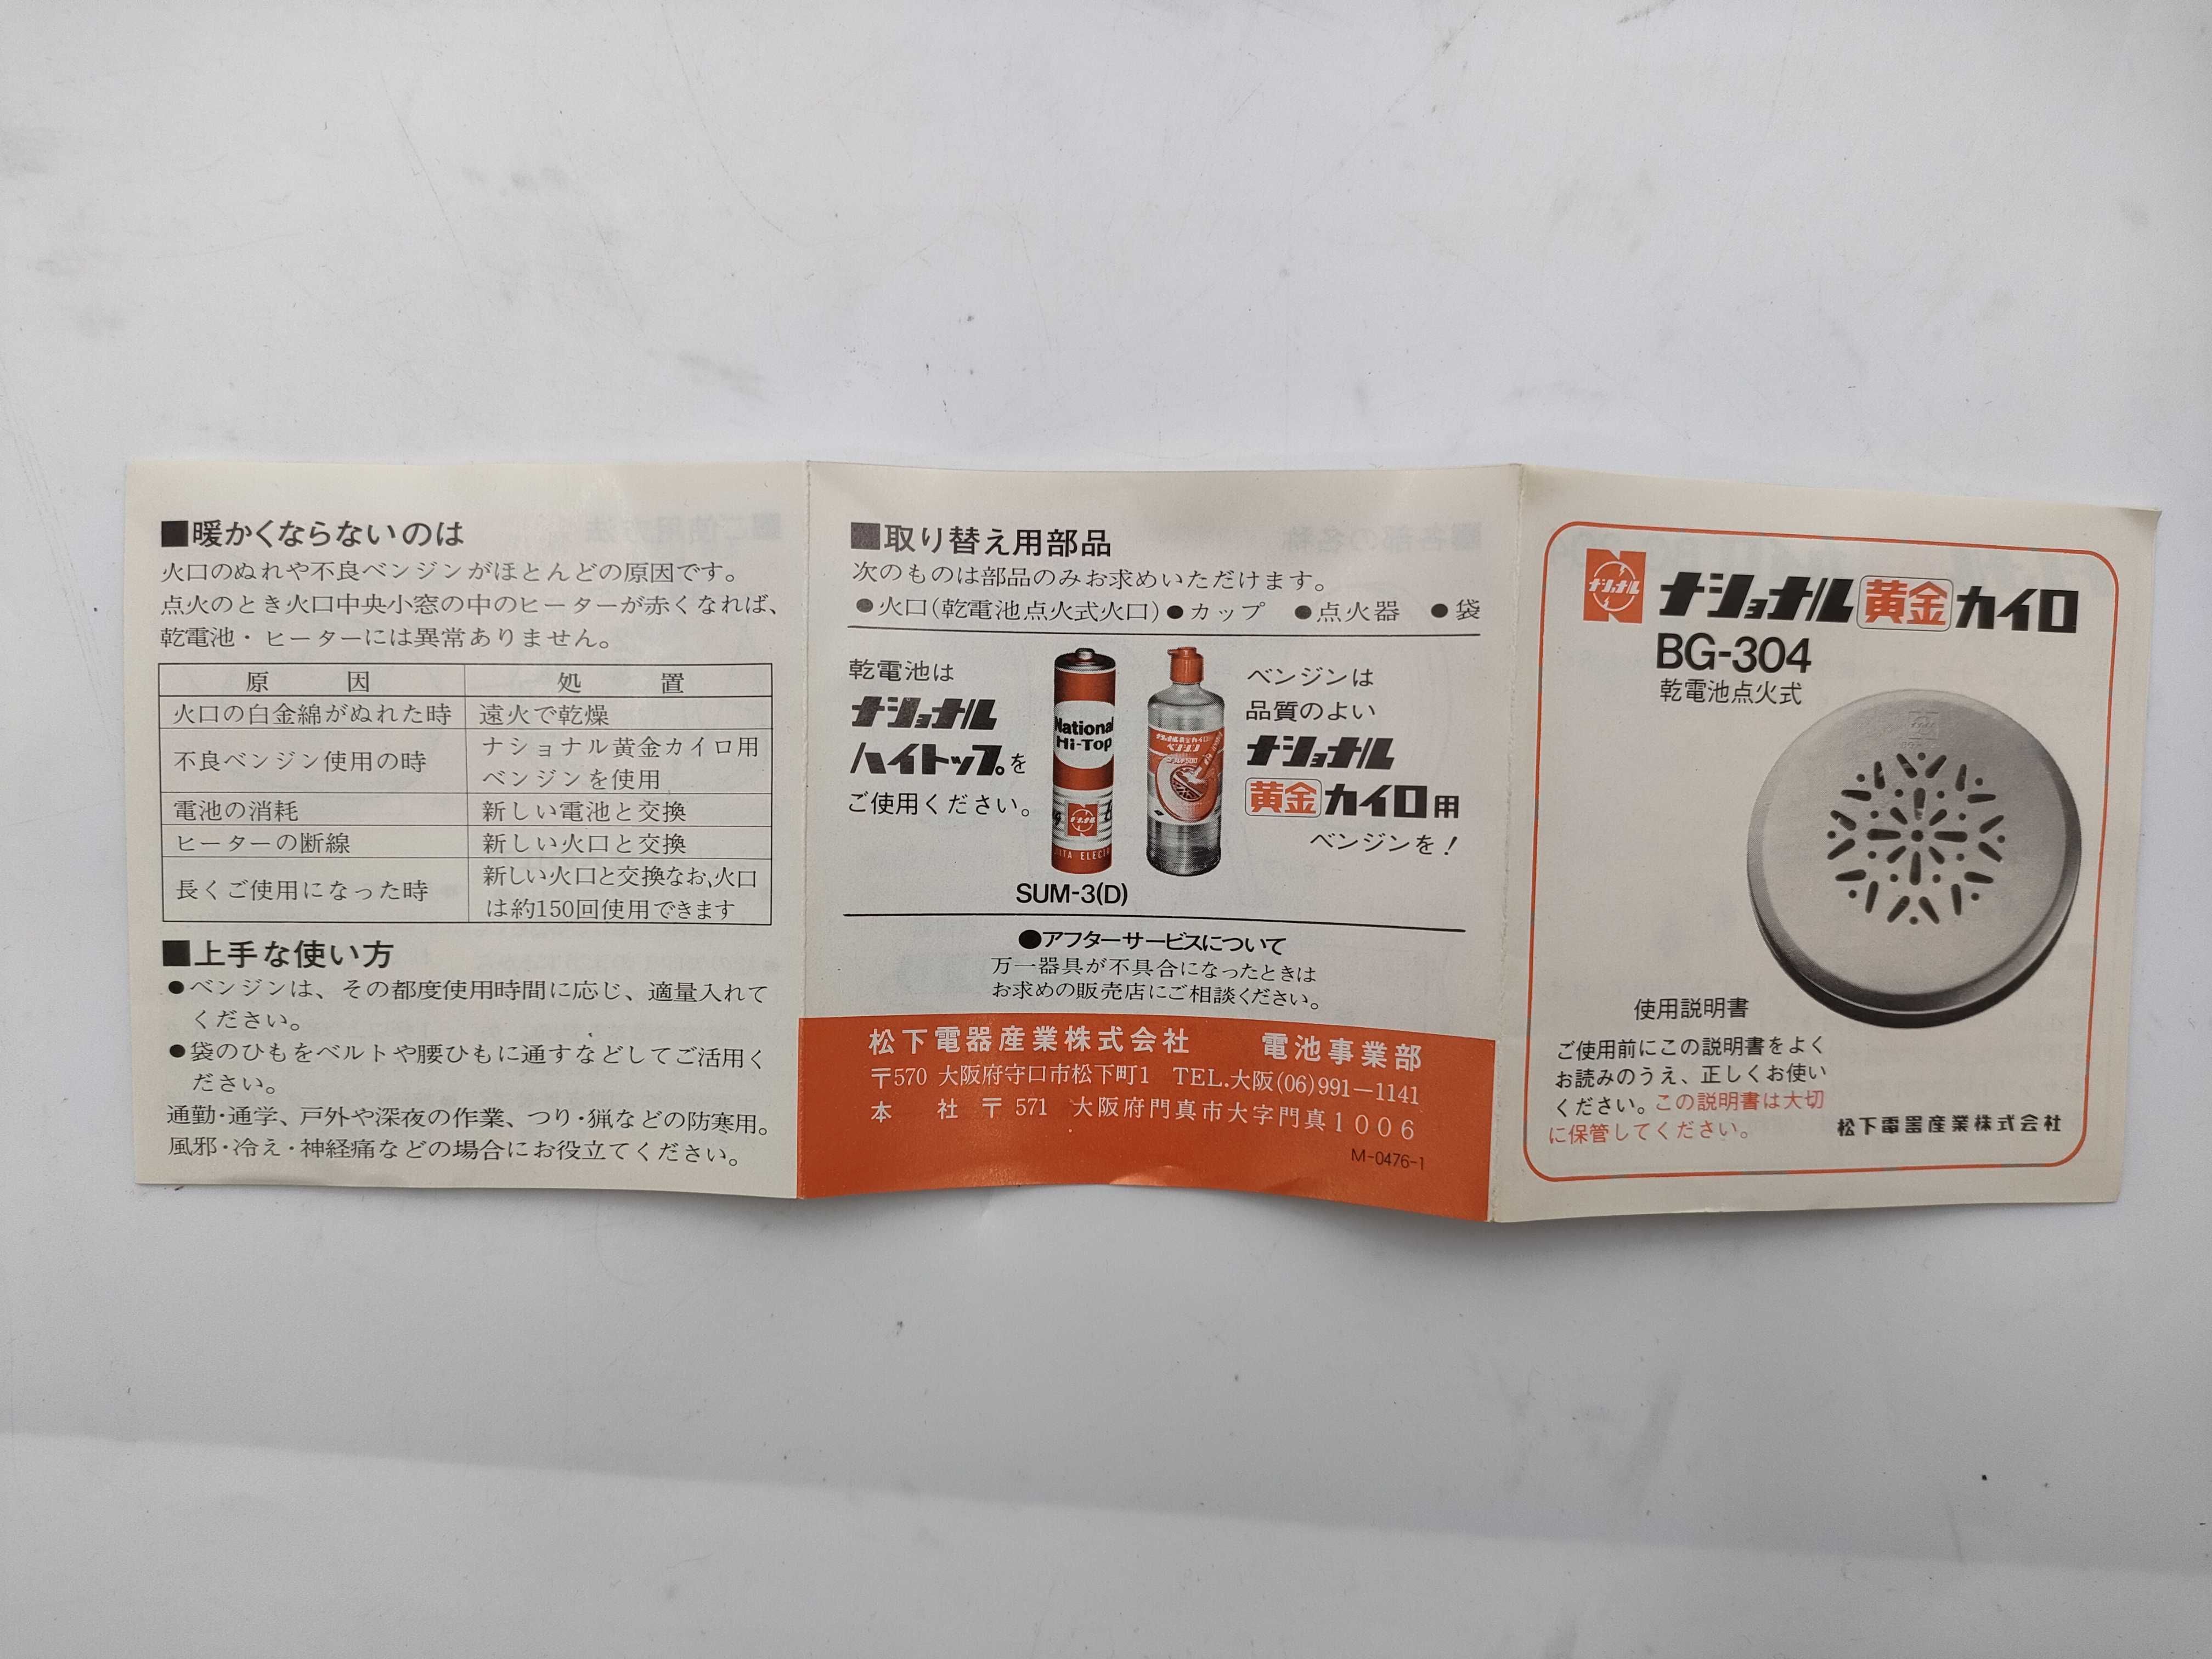 ■暖かくならないのは
火口のぬれや不良ベンジンがほとんどの原因です。
点火のとき火口中央小窓の中のヒーターが赤くなれば、
乾電池・ヒーターには異常ありません。
原因 処置
火口の白金綿がぬれた時 遠火で乾燥
不良ベンジン使用の時 ナショナル黄金カイロ用
ベンジンを使用
電池の消耗 新しい電池と交換
ヒーターの断線 新しい火口と交換
長くご使用になった時 新しい火口と交換なお、火口
は約150回使用できます
■上手な使い方
●ベンジンは、その都度使用時間に応じ、適量入れて
ください。
●袋のひもをベルトや腰ひもに通すなどしてご活用く
ださい。
通勤・通学、戸外や深夜の作業、つり・猟などの防寒用。
風邪・冷え・神経痛などの場合にお役立てください。
■取り替え用部品
次のものは部品のみお求めいただけます。
●火口(乾電池点火式火口)●カップ ●点火器 ●袋
乾電池は
ナショナル
ハイトップ。を
ご使用ください。
National
Hi-Top
ナショナル
SUM-3(D)
ベンジンは
品質のよい
ナショナル
黄金カイロ用
ベンジンを!
●アフターサービスについて
万一器具が不具合になったときは
お求めの販売店にご相談ください。
松下電器産業株式会社 電池事業部
〒570 大阪府守口市松下町1 TEL.大阪(06)991-1141
本社 〒571 大阪府門真市大字門真1006
M-0476-1
ナショナル
ナショナル黄金カイロ
BG-304
乾電池点火式
使用説明書
ご使用前にこの説明書をよく
お読みのうえ、正しくお使い
ください。この説明書は大切
に保管してください。
松下電器産業株式会社